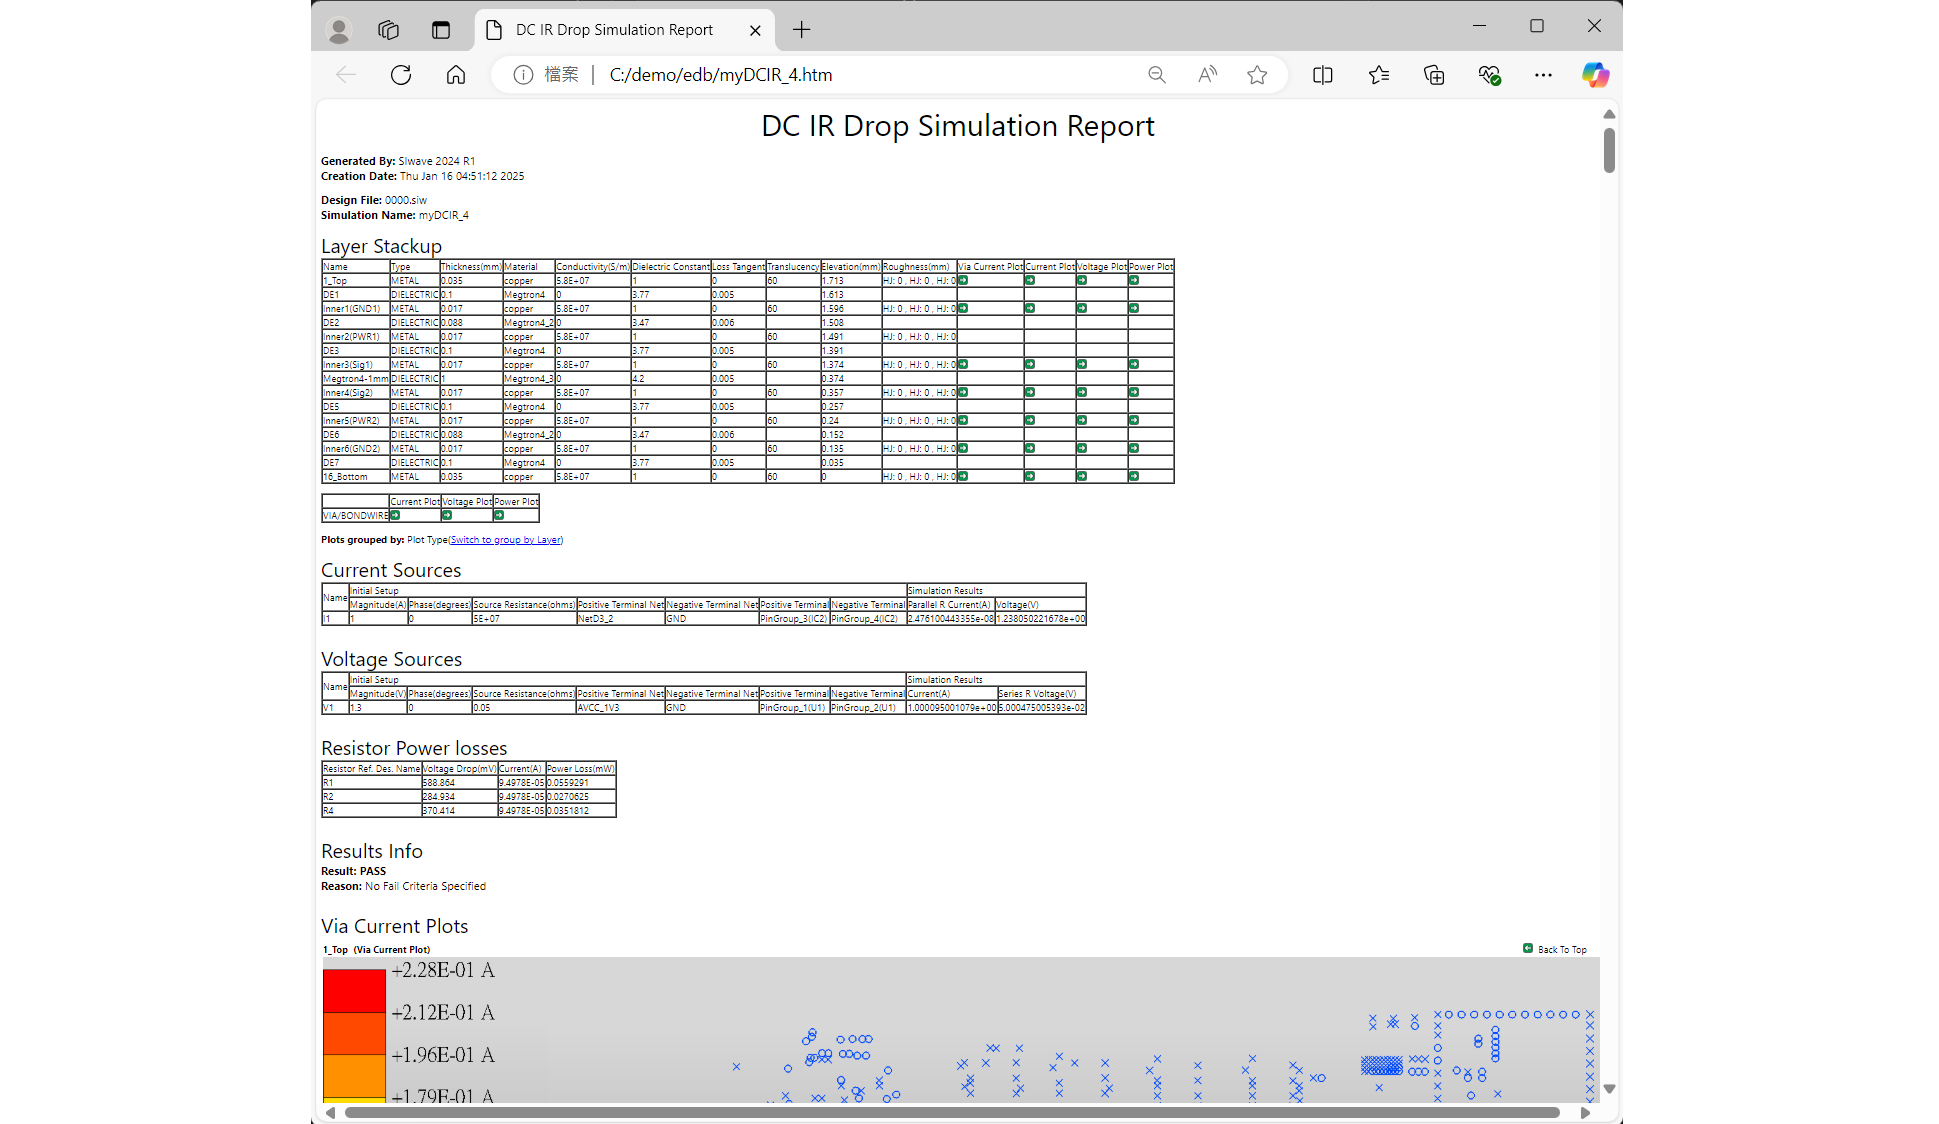 DC IR Drop Simulation Report
檔案 | C:/demo/edb/myDCIR_4.htm
DC IR Drop Simulation Report
Generated By: SIwave 2024 R1
Creation Date: Thu Jan 16 04:51:12 2025
Design File: 0000.siw
Simulation Name: myDCIR_4
Layer Stackup
Name Type Thickness(mm) Material Conductivity(S/m) Dielectric Constant Loss Tangent Translucency Elevation(mm) Roughness(mm) Via Current Plot Current Plot Voltage Plot Power Plot
1_Top METAL 0.035 copper 5.8E+07 1 0 60 1.713 HJ: 0 , HJ: 0 , HJ: 0
DE1 DIELECTRIC 0.1 Megtron4 0 3.77 0.005 1.613
Inner1(GND1) METAL 0.017 copper 5.8E+07 1 0 60 1.596 HJ: 0 , HJ: 0 , HJ: 0
DE2 DIELECTRIC 0.088 Megtron4_2 0 3.47 0.006 1.508
Inner2(PWR1) METAL 0.017 copper 5.8E+07 1 0 60 1.491 HJ: 0 , HJ: 0 , HJ: 0
DE3 DIELECTRIC 0.1 Megtron4 0 3.77 0.005 1.391
Inner3(Sig1) METAL 0.017 copper 5.8E+07 1 0 60 1.374 HJ: 0 , HJ: 0 , HJ: 0
Megtron4-1mm DIELECTRIC 1 Megtron4_3 0 4.2 0.005 0.374
Inner4(Sig2) METAL 0.017 copper 5.8E+07 1 0 60 0.357 HJ: 0 , HJ: 0 , HJ: 0
DE5 DIELECTRIC 0.1 Megtron4 0 3.77 0.005 0.257
Inner5(PWR2) METAL 0.017 copper 5.8E+07 1 0 60 0.24 HJ: 0 , HJ: 0 , HJ: 0
DE6 DIELECTRIC 0.088 Megtron4_2 0 3.47 0.006 0.152
Inner6(GND2) METAL 0.017 copper 5.8E+07 1 0 60 0.135 HJ: 0 , HJ: 0 , HJ: 0
DE7 DIELECTRIC 0.1 Megtron4 0 3.77 0.005 0.035
16_Bottom METAL 0.035 copper 5.8E+07 1 0 60 0 HJ: 0 , HJ: 0 , HJ: 0
Current Plot Voltage Plot Power Plot
VIA/BONDWIRE
Plots grouped by: Plot Type(Switch to group by Layer)
Current Sources
Name Initial Setup Simulation Results
Magnitude(A) Phase(degrees) Source Resistance(ohms) Positive Terminal Net Negative Terminal Net Positive Terminal Negative Terminal Parallel R Current(A) Voltage(V)
I1 1 0 5E+07 NetD3_2 GND PinGroup_3(IC2) PinGroup_4(IC2) 2.476100443355e-08 1.238050221678e+00
Voltage Sources
Name Initial Setup Simulation Results
Magnitude(V) Phase(degrees) Source Resistance(ohms) Positive Terminal Net Negative Terminal Net Positive Terminal Negative Terminal Current(A) Series R Voltage(V)
V1 1.3 0 0.05 AVCC_1V3 GND PinGroup_1(U1) PinGroup_2(U1) 1.000095001079e+00 5.000475005393e-02
Resistor Power losses
Resistor Ref. Des. Name Voltage Drop(mV) Current(A) Power Loss(mW)
R1 588.864 9.4978E-05 0.0559291
R2 284.934 9.4978E-05 0.0270625
R4 370.414 9.4978E-05 0.0351812
Results Info
Result: PASS
Reason: No Fail Criteria Specified
Via Current Plots
1_Top (Via Current Plot) Back To Top
+2.28E-01 A
+2.12E-01 A
+1.96E-01 A
+1.79E-01 A